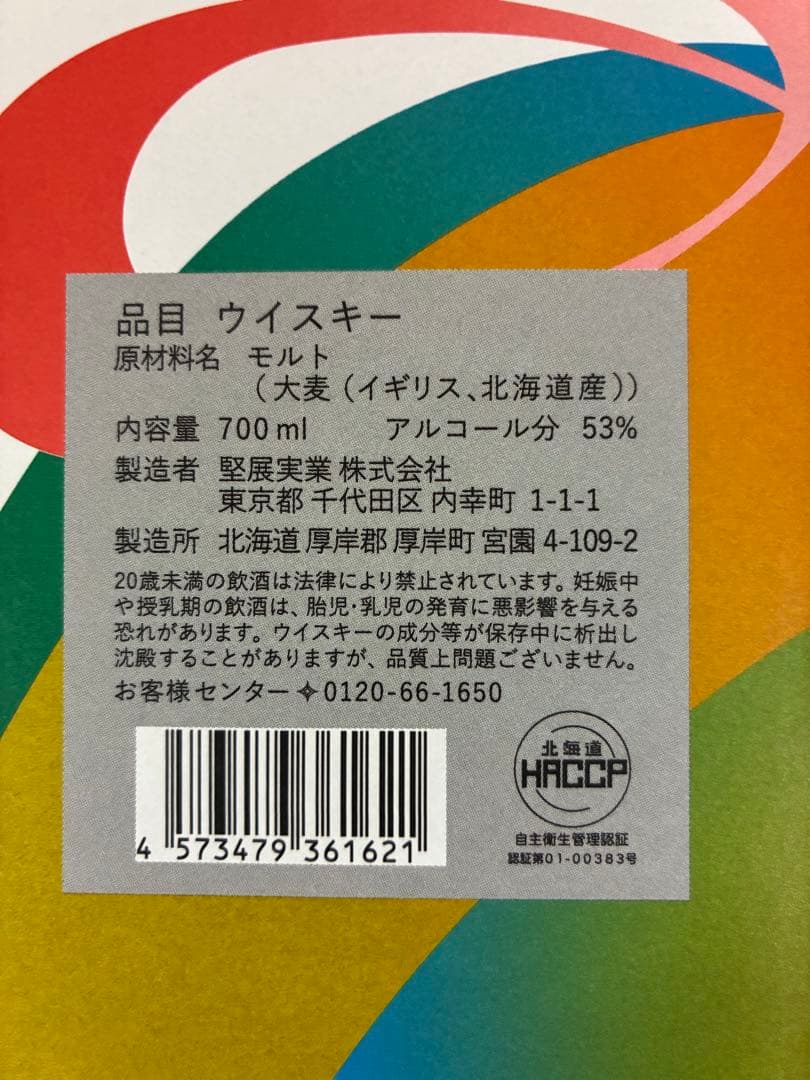 品目 ウイスキー
原材料名 モルト
（大麦（イギリス、北海道産））
内容量 700ml アルコール分 53%
製造者 堅展実業 株式会社
東京都 千代田区 内幸町 1-1-1
製造所 北海道 厚岸郡 厚岸町 宮園 4-109-2
20歳未満の飲酒は法律により禁止されています。妊娠中
や授乳期の飲酒は、胎児・乳児の発育に悪影響を与える
恐れがあります。ウイスキーの成分等が保存中に析出し
沈殿することがありますが、品質上問題ございません。
お客様センター✧0120-66-1650
4 573479 361621
北海道
HACCP
自主衛生管理認証
認証第01-00383号